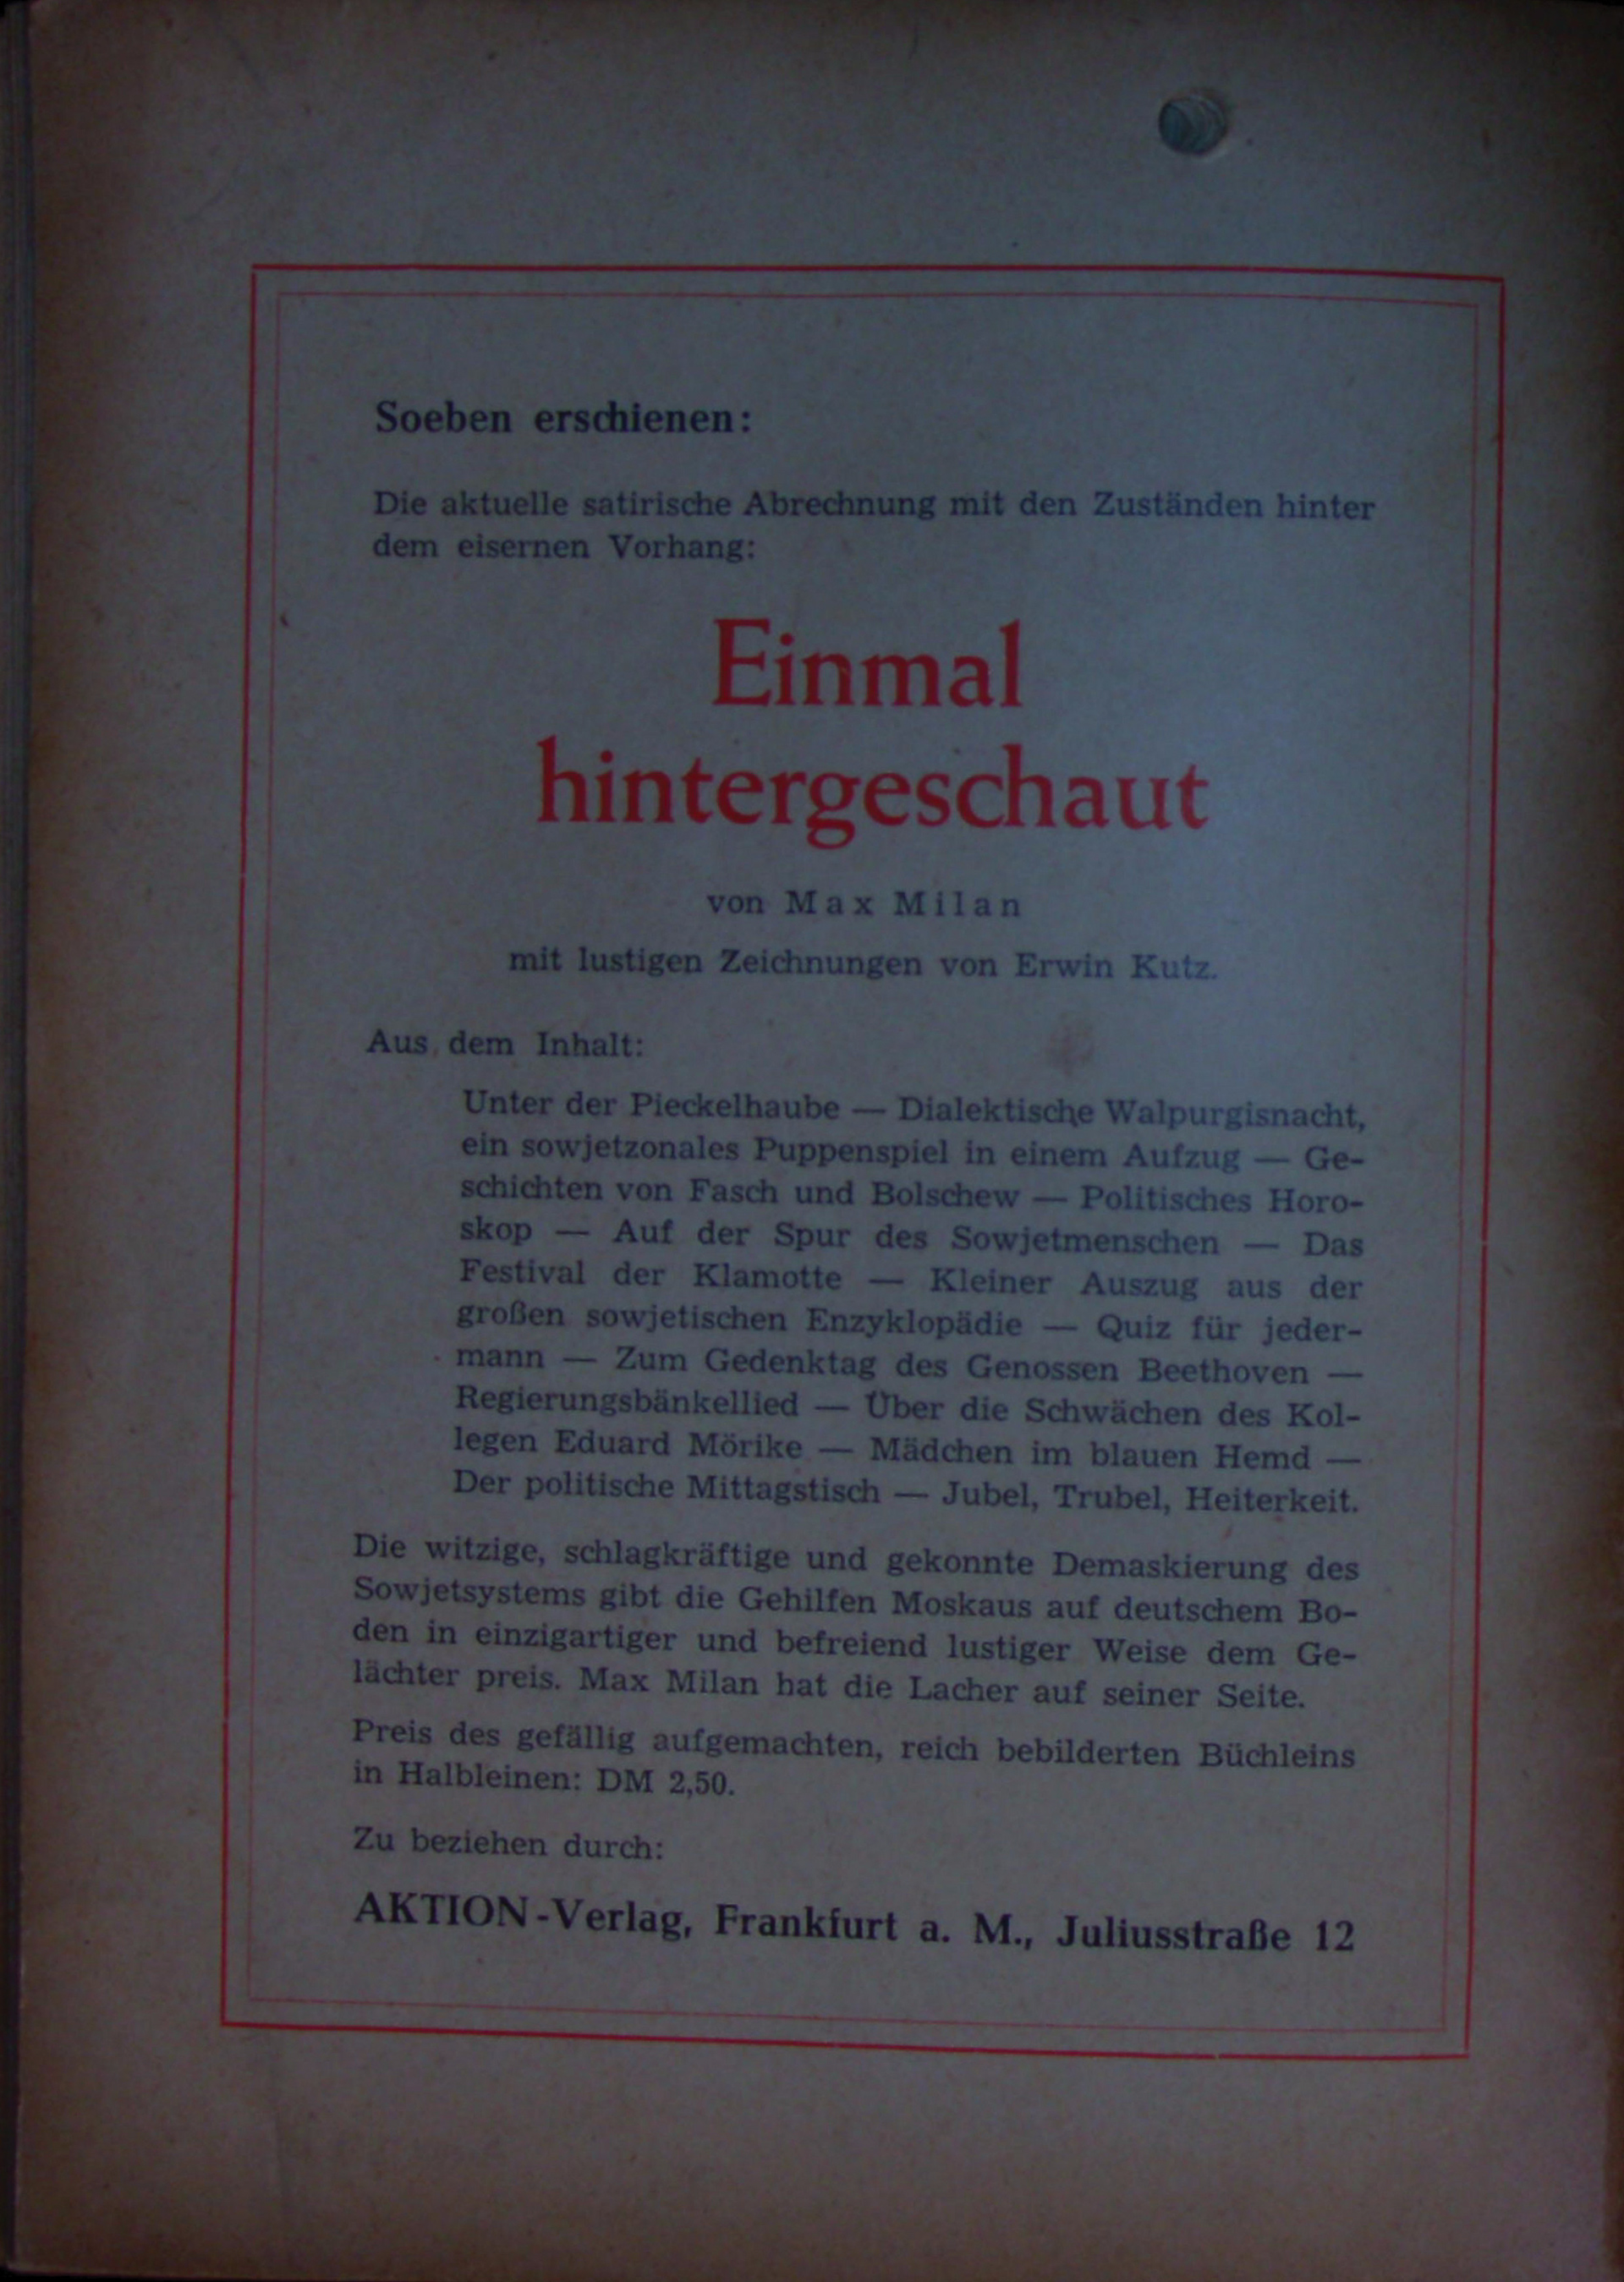 Soeben erschienen:
Die aktuelle satirische Abrechnung mit den Zuständen hinter
dem eisernen Vorhang:
Einmal
hintergeschaut
von Max Milan
mit lustigen Zeichnungen von Erwin Kutz.
Aus dem Inhalt:
Unter der Pieckelhaube — Dialektische Walpurgisnacht,
ein sowjetzonales Puppenspiel in einem Aufzug — Ge-
schichten von Fasch und Bolschew — Politisches Horo-
skop — Auf der Spur des Sowjetmenschen — Das
Festival der Klamotte — Kleiner Auszug aus der
großen sowjetischen Enzyklopädie — Quiz für jeder-
mann — Zum Gedenktag des Genossen Beethoven —
Regierungsbänkellied — Über die Schwächen des Kol-
legen Eduard Mörike — Mädchen im blauen Hemd —
Der politische Mittagstisch — Jubel, Trubel, Heiterkeit.
Die witzige, schlagkräftige und gekonnte Demaskierung des
Sowjetsystems gibt die Gehilfen Moskaus auf deutschem Bo-
den in einzigartiger und befreiend lustiger Weise dem Ge-
lächter preis. Max Milan hat die Lacher auf seiner Seite.
Preis des gefällig aufgemachten, reich bebilderten Büchleins
in Halbleinen: DM 2,50.
Zu beziehen durch:
AKTION-Verlag, Frankfurt a. M., Juliusstraße 12